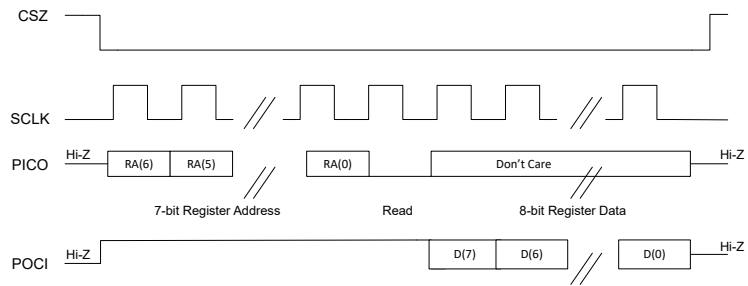 CSZ
SCLK
Hi-Z
PICO
RA(6)
RA(5)
RA(0)
Don't Care
Hi-Z
7-bit Register Address
Read
8-bit Register Data
Hi-Z
POCI
D(7)
D(6)
D(0)
Hi-Z